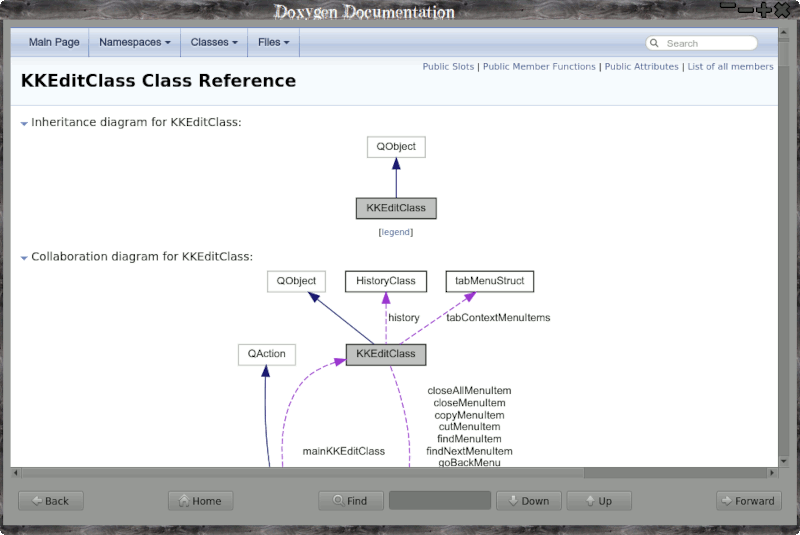 Doxygen Documentation
Main Page Namespaces Classes Files Search
Public Slots | Public Member Functions | Public Attributes | List of all members
KKEditClass Class Reference
Inheritance diagram for KKEditClass:
QObject
KKEditClass
[legend]
Collaboration diagram for KKEditClass:
QObject HistoryClass tabMenuStruct
history tabContextMenuItems
QAction KKEditClass
closeAllMenuItem
closeMenuItem
copyMenuItem
cutMenuItem
findMenuItem
mainKKEditClass findNextMenuItem
goBackMenu
Back Home Find Down Up Forward